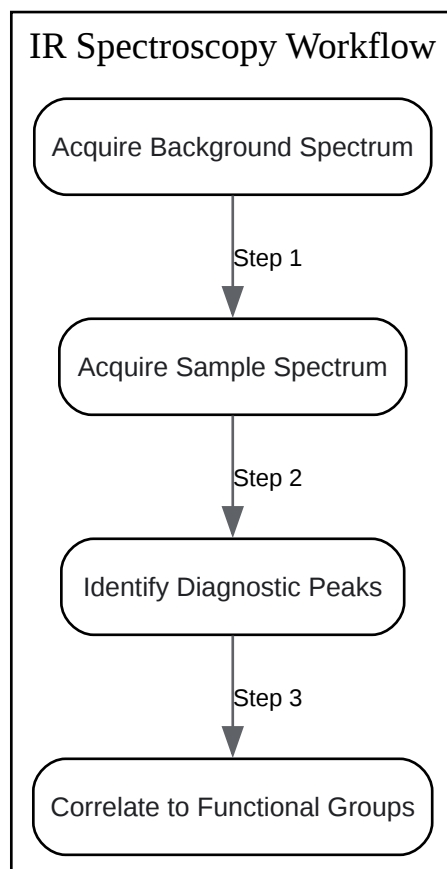 IR Spectroscopy Workflow
Acquire Background Spectrum
Step 1
Acquire Sample Spectrum
Step 2
Identify Diagnostic Peaks
Step 3
Correlate to Functional Groups